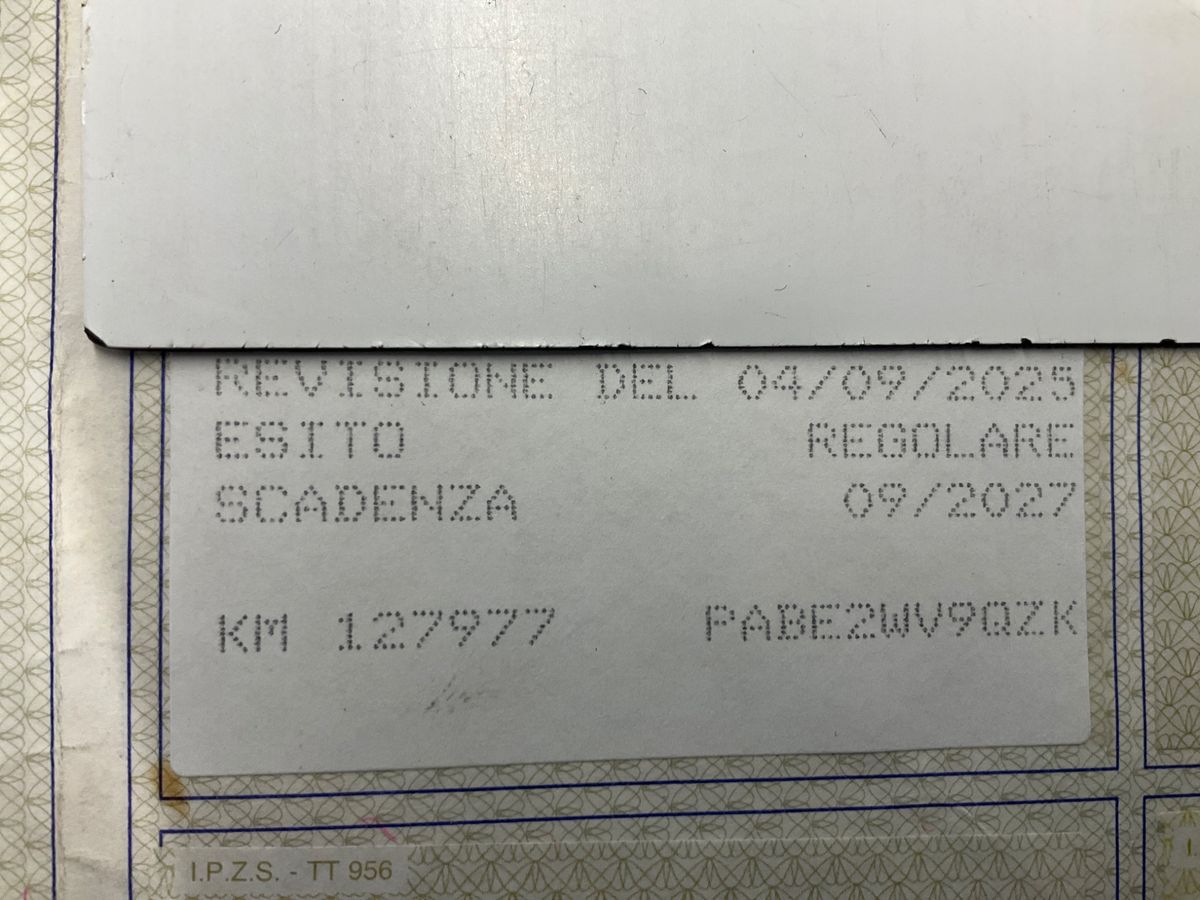 REVISIONE DEL 04/09/2025
ESITO REGOLARE
SCADENZA 09/2027
KM 127977 PABE2WV9QZK
I.P.Z.S. - TT 956